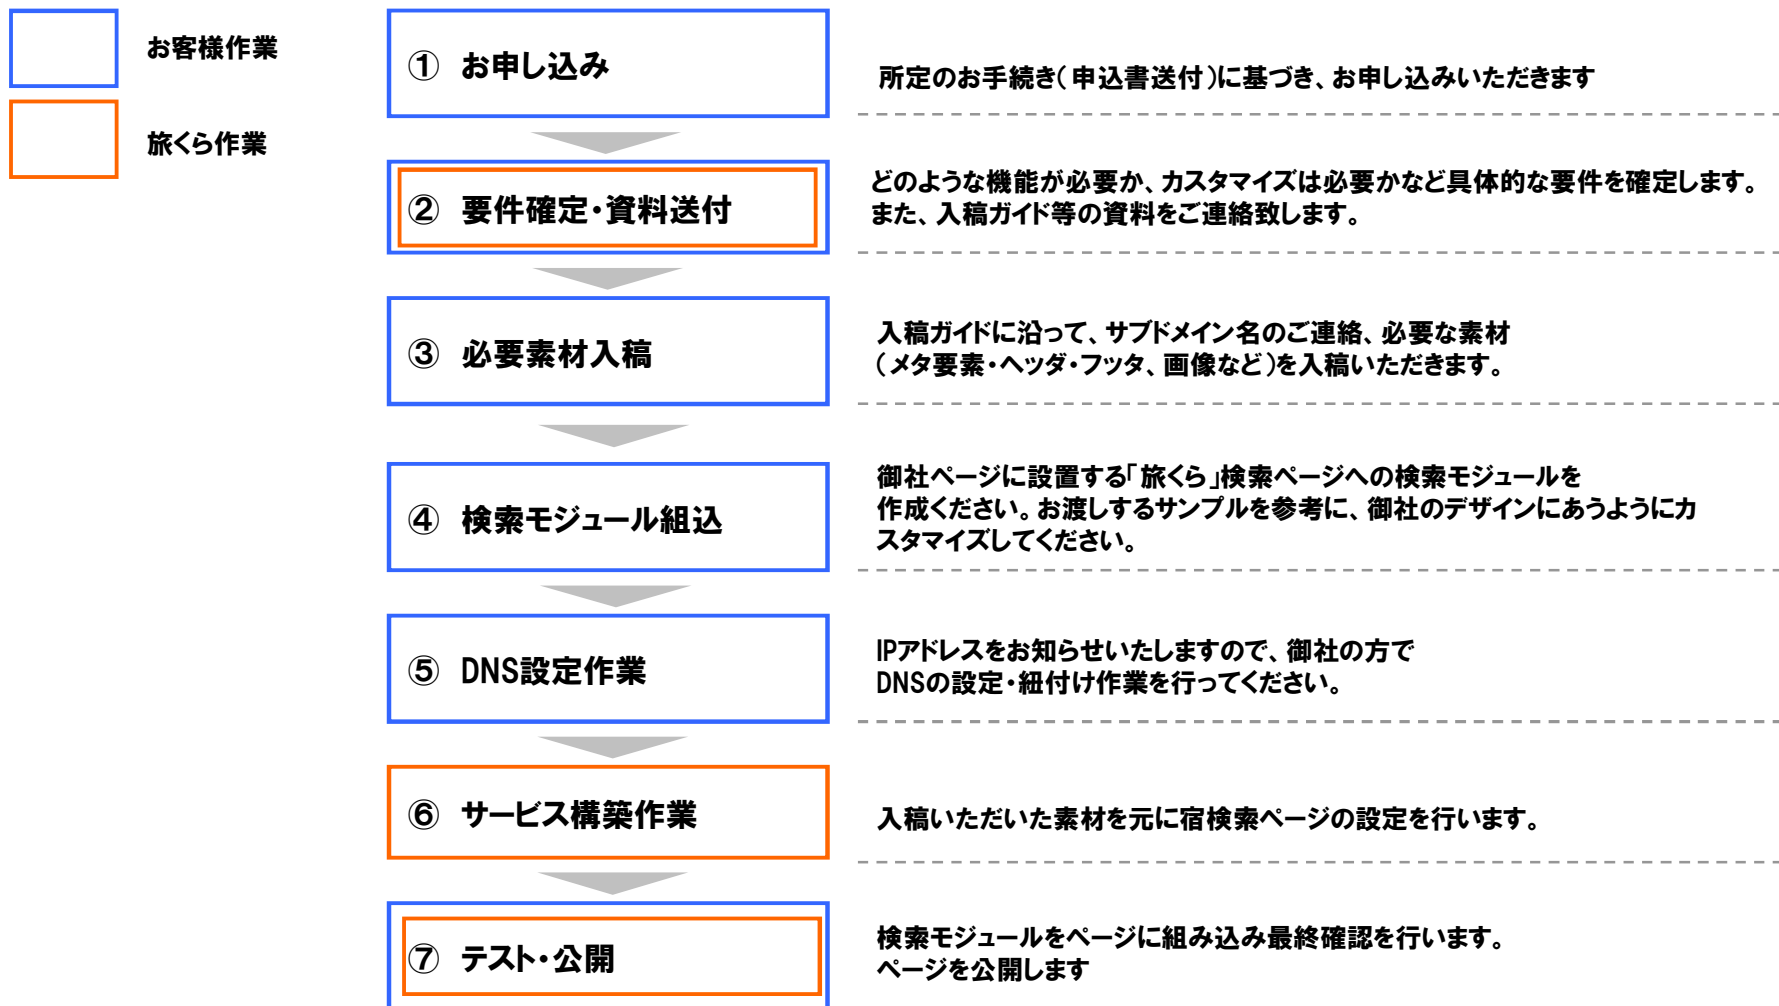 お客様作業
旅くら作業
① お申し込み
所定のお手続き（申込書送付）に基づき、お申し込みいただきます
② 要件確定・資料送付
どのような機能が必要か、カスタマイズは必要かなど具体的な要件を確定します。
また、入稿ガイド等の資料をご連絡致します。
③ 必要素材入稿
入稿ガイドに沿って、サブドメイン名のご連絡、必要な素材
（メタ要素・ヘッダ・フッタ、画像など）を入稿いただきます。
④ 検索モジュール組込
御社ページに設置する「旅くら」検索ページへの検索モジュールを
作成ください。お渡しするサンプルを参考に、御社のデザインにあうようにカ
スタマイズしてください。
⑤ DNS設定作業
IPアドレスをお知らせいたしますので、御社の方で
DNSの設定・紐付け作業を行ってください。
⑥ サービス構築作業
入稿いただいた素材を元に宿検索ページの設定を行います。
⑦ テスト・公開
検索モジュールをページに組み込み最終確認を行います。
ページを公開します